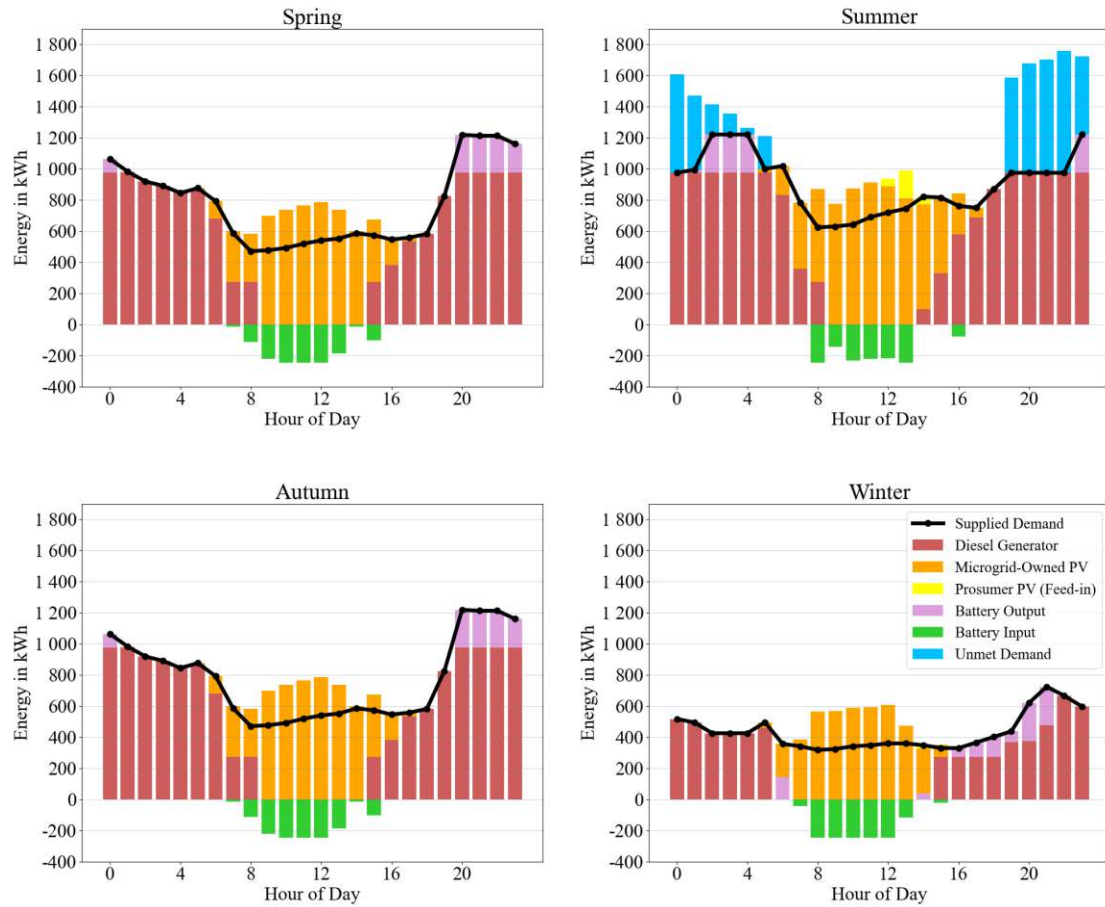 Spring
1 800
1 600
1 400
1 200
1 000
800
600
400
200
0
-200
-400
Energy in kWh
0 4 8 12 16 20
Hour of Day
Summer
1 800
1 600
1 400
1 200
1 000
800
600
400
200
0
-200
-400
Energy in kWh
0 4 8 12 16 20
Hour of Day
Autumn
1 800
1 600
1 400
1 200
1 000
800
600
400
200
0
-200
-400
Energy in kWh
0 4 8 12 16 20
Hour of Day
Winter
1 800
1 600
1 400
1 200
1 000
800
600
400
200
0
-200
-400
Energy in kWh
0 4 8 12 16 20
Hour of Day
Supplied Demand
Diesel Generator
Microgrid-Owned PV
Prosumer PV (Feed-in)
Battery Output
Battery Input
Unmet Demand